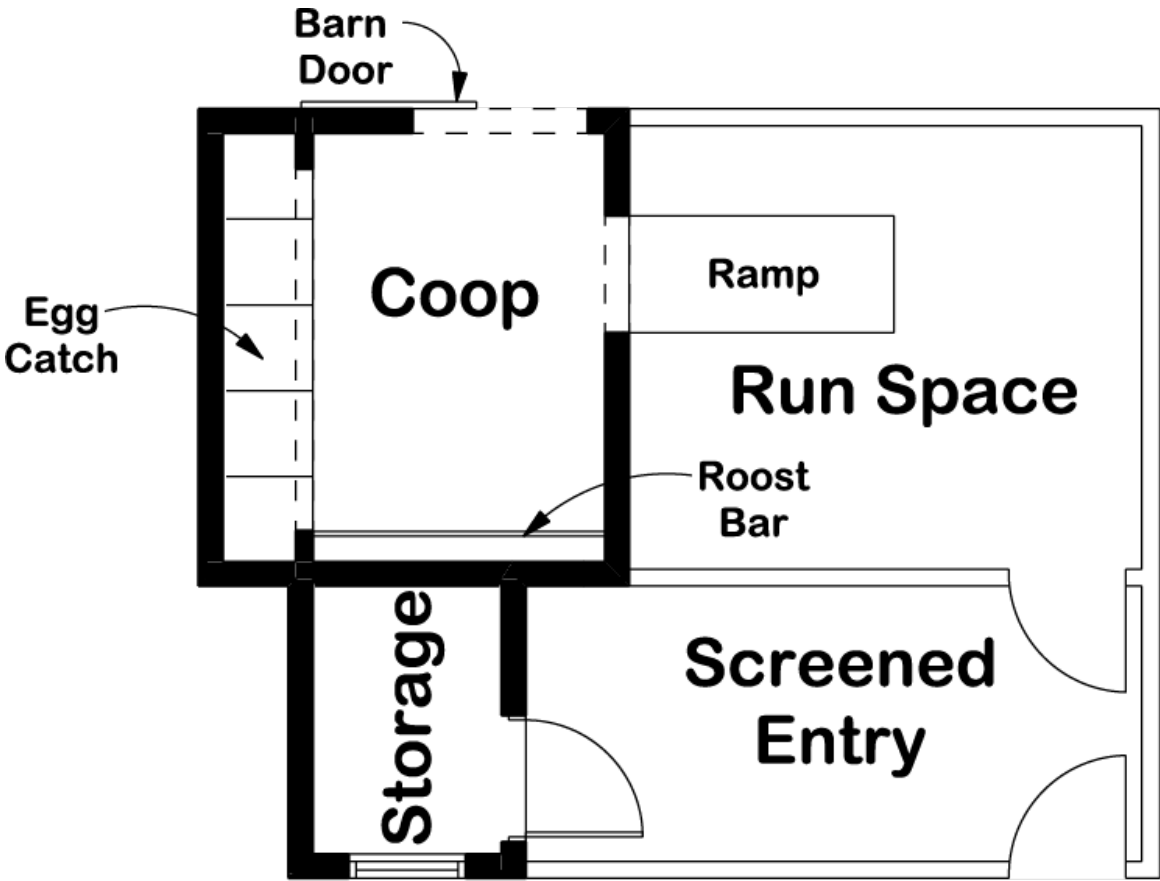 Barn
Door
Coop
Ramp
Egg
Catch
Run Space
Roost
Bar
Storage
Screened
Entry